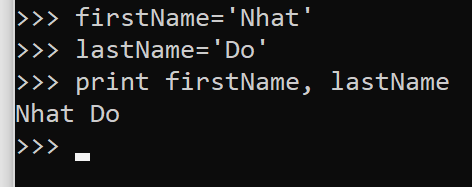 >>> firstName='Nhat'
>>> lastName='Do'
>>> print firstName, lastName
Nhat Do
>>>